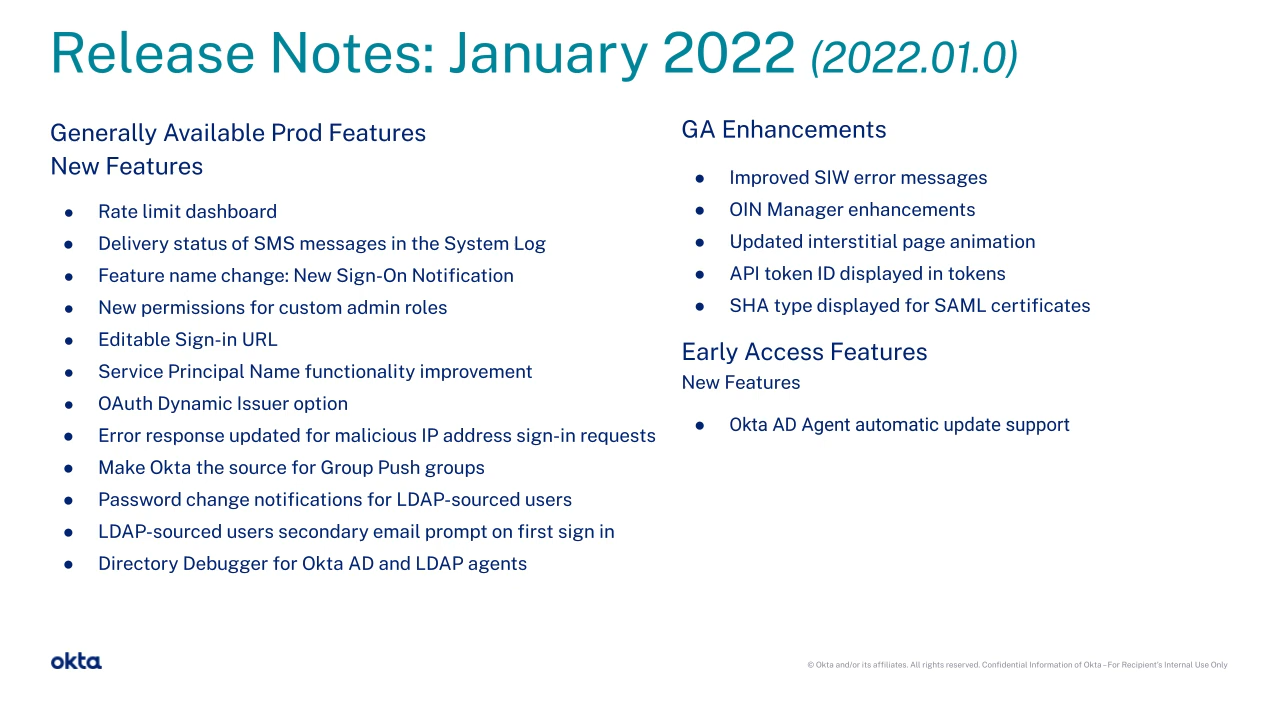 Release Notes: January 2022 (2022.01.0)
Generally Available Prod Features
New Features
● Rate limit dashboard
● Delivery status of SMS messages in the System Log
● Feature name change: New Sign-On Notification
● New permissions for custom admin roles
● Editable Sign-in URL
● Service Principal Name functionality improvement
● OAuth Dynamic Issuer option
● Error response updated for malicious IP address sign-in requests
● Make Okta the source for Group Push groups
● Password change notifications for LDAP-sourced users
● LDAP-sourced users secondary email prompt on first sign in
● Directory Debugger for Okta AD and LDAP agents
GA Enhancements
● Improved SIW error messages
● OIN Manager enhancements
● Updated interstitial page animation
● API token ID displayed in tokens
● SHA type displayed for SAML certificates
Early Access Features
New Features
● Okta AD Agent automatic update support
okta
© Okta and/or its affiliates. All rights reserved. Confidential Information of Okta – For Recipient's Internal Use Only